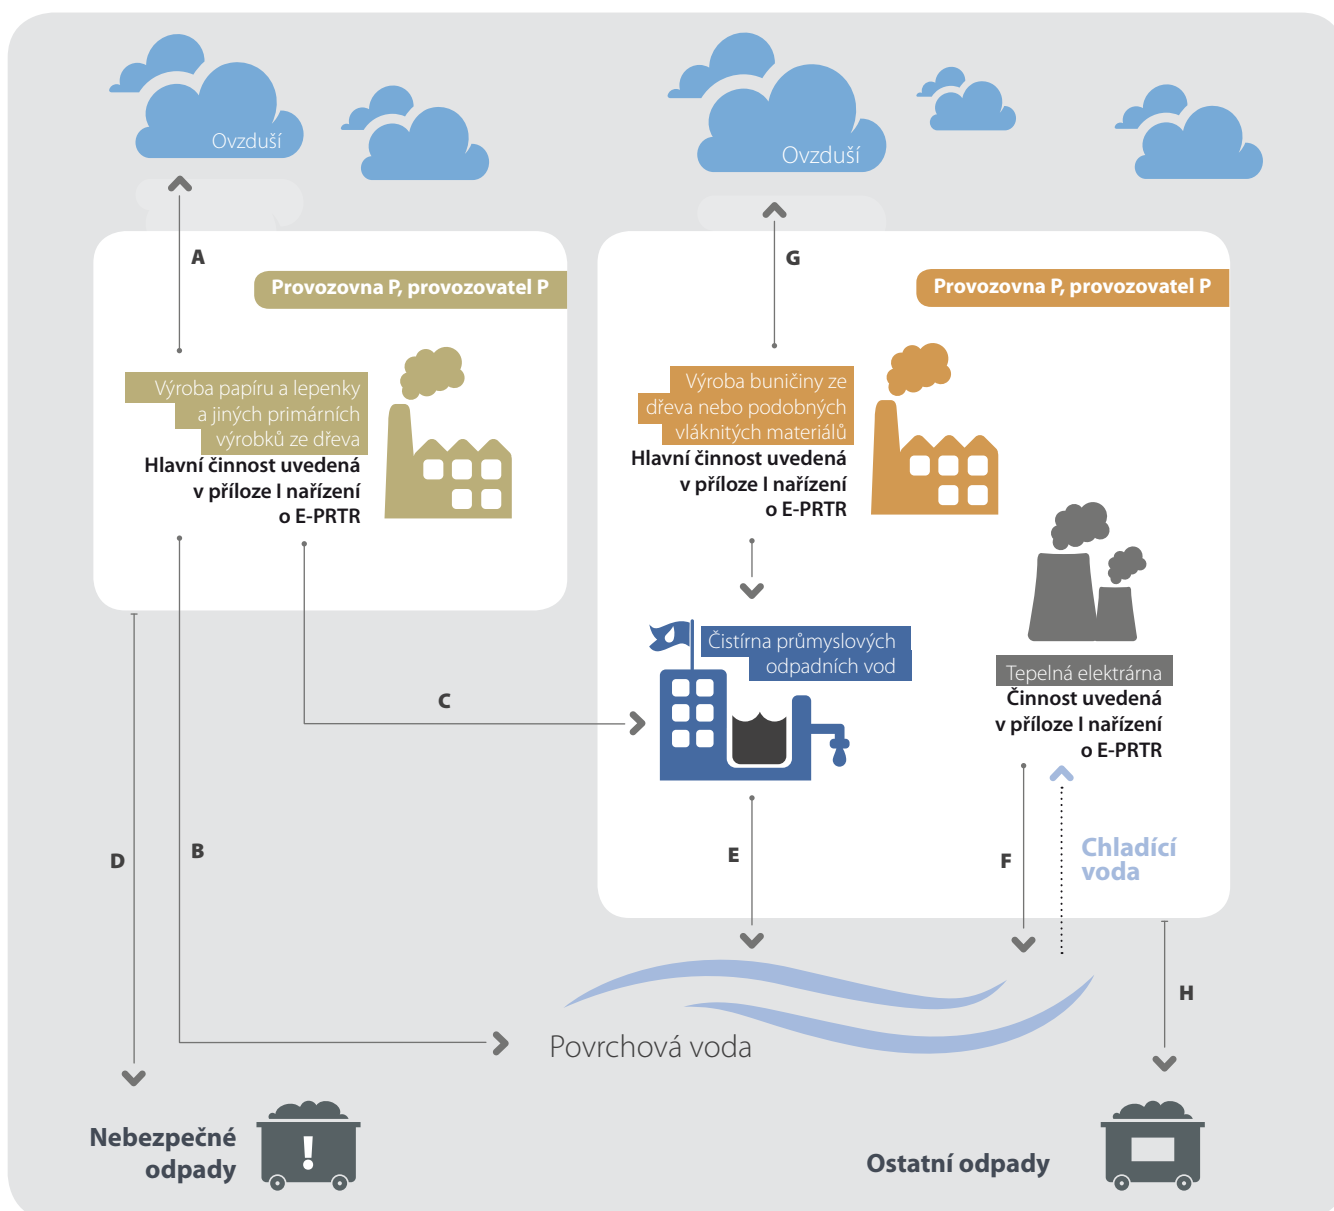 Ovzduší
Ovzduší
A
G
Provozovna P, provozovatel P
Provozovna P, provozovatel P
Výroba papíru a lepenky
a jiných primárních
výrobků ze dřeva
Hlavní činnost uvedená
v příloze I nařízení
o E-PRTR
Výroba buničiny ze
dřeva nebo podobných
vláknitých materiálů
Hlavní činnost uvedená
v příloze I nařízení
o E-PRTR
Čistírna průmyslových
odpadních vod
Tepelná elektrárna
Činnost uvedená
v příloze I nařízení
o E-PRTR
C
D
B
E
F
Chladící
voda
H
Povrchová voda
Nebezpečné
odpady
!
Ostatní odpady